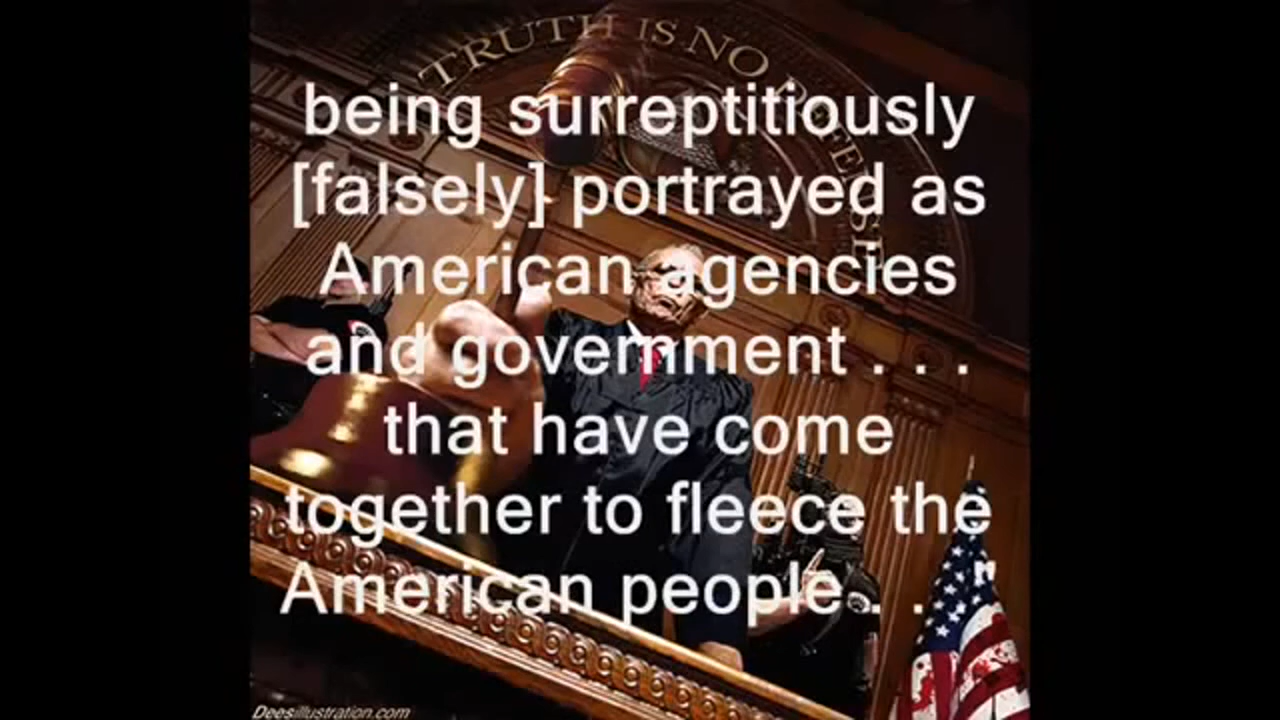 TRUTH IS NO DEFENSE
being surreptitiously
[falsely] portrayed as
American agencies
and government . . .
that have come
together to fleece the
American people . . ."
Deesillustration.com